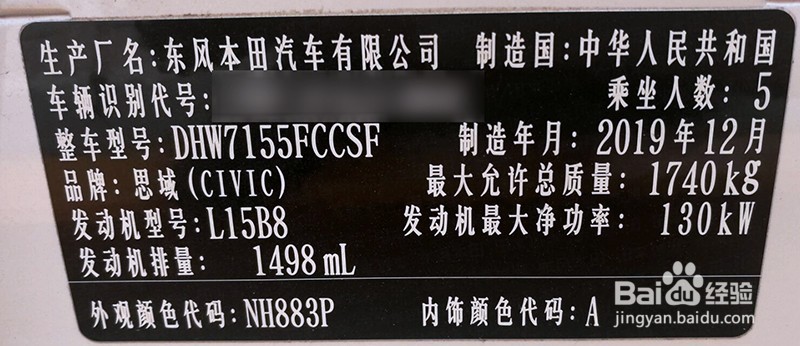 生产厂名:东风本田汽车有限公司 制造国:中华人民共和国
车辆识别代号: 乘坐人数:5
整车型号:DHW7155FCCSF 制造年月:2019年12月
品牌:思域(CIVIC) 最大允许总质量:1740kg
发动机型号:L15B8 发动机最大净功率:130kW
发动机排量: 1498mL
外观颜色代码:NH883P 内饰颜色代码:A
Baidu经验
jingyan.baidu.com